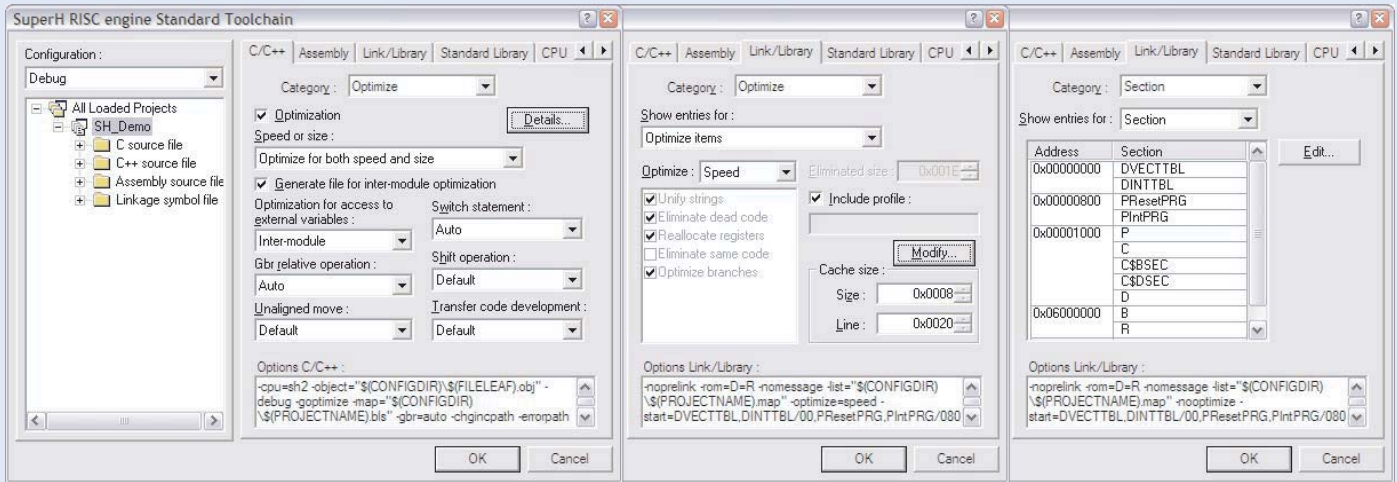 SuperH RISC engine Standard Toolchain
Configuration :
Debug
All Loaded Projects
SH_Demo
C source file
C++ source file
Assembly source file
Linkage symbol file
C/C++ Assembly Link/Library Standard Library CPU
Category : Optimize
Optimization
Details...
Speed or size :
Optimize for both speed and size
Generate file for inter-module optimization
Optimization for access to
external variables :
Inter-module
Switch statement :
Auto
Gbr relative operation :
Auto
Shift operation :
Default
Unaligned move :
Default
Transfer code development :
Default
Options C/C++ :
-cpu=sh2 -object="$(CONFIGDIR)\$(FILELEAF).obj" -
debug -goptimize -map="$(CONFIGDIR)
\$(PROJECTNAME).bls" -gbr=auto -chgincpath -errorpath
OK Cancel
C/C++ Assembly Link/Library Standard Library CPU
Category : Optimize
Show entries for :
Optimize items
Optimize : Speed
Eliminated size : 0x001E
Unify strings
Eliminate dead code
Reallocate registers
Eliminate same code
Optimize branches
Include profile :
Modify...
Cache size :
Size : 0x0008
Line : 0x0020
Options Link/Library :
-noprelink -rom=D=R -nomessage -list="$(CONFIGDIR)
\$(PROJECTNAME).map" -optimize=speed -
start=DVECTTBL,DINTTBL/00,PResetPRG,PIntPRG/080
OK Cancel
C/C++ Assembly Link/Library Standard Library CPU
Category : Section
Show entries for : Section
Address Section
0x00000000 DVECTTBL
DINTTBL
0x00000800 PResetPRG
PIntPRG
0x00001000 P
C
C$BSEC
C$DSEC
D
0x06000000 B
R
Edit...
Options Link/Library :
-noprelink -rom=D=R -nomessage -list="$(CONFIGDIR)
\$(PROJECTNAME).map" -nooptimize -
start=DVECTTBL,DINTTBL/00,PResetPRG,PIntPRG/080
OK Cancel